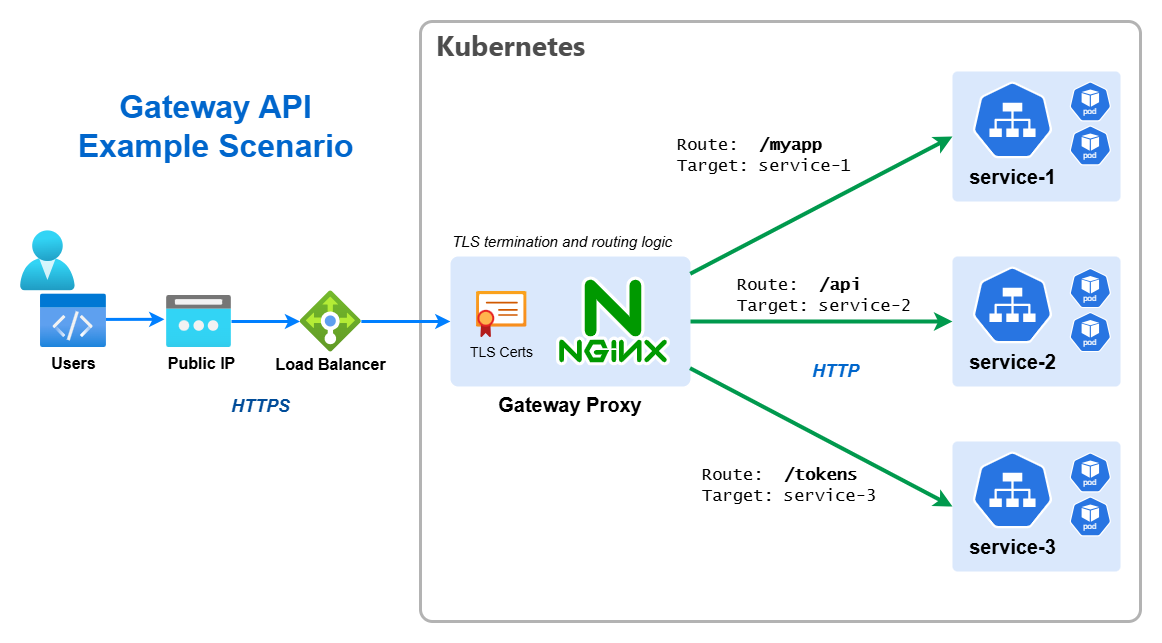 Kubernetes
Gateway API
Example Scenario
Route: /myapp
Target: service-1
pod
pod
service-1
TLS termination and routing logic
TLS Certs
NGiNX
Gateway Proxy
Users
Public IP
Load Balancer
HTTPS
Route: /api
Target: service-2
HTTP
pod
pod
service-2
Route: /tokens
Target: service-3
pod
pod
service-3